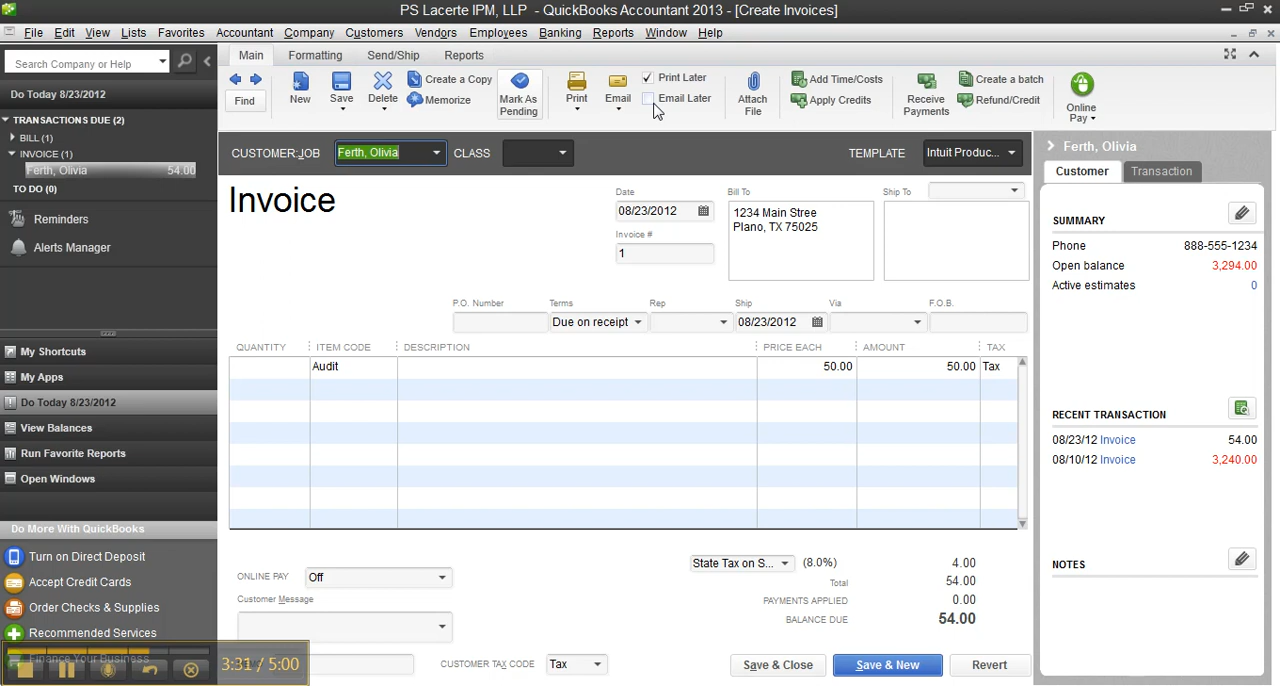 PS Lacerte IPM, LLP - QuickBooks Accountant 2013 - [Create Invoices]
File Edit View Lists Favorites Accountant Company Customers Vendors Employees Banking Reports Window Help
Search Company or Help
Do Today 8/23/2012
TRANSACTIONS DUE (2)
BILL (1)
INVOICE (1)
Ferth, Olivia 54.00
TO DO (0)
Reminders
Alerts Manager
My Shortcuts
My Apps
Do Today 8/23/2012
View Balances
Run Favorite Reports
Open Windows
Do More With QuickBooks
Turn on Direct Deposit
Accept Credit Cards
Order Checks & Supplies
Recommended Services
Finance Your Business
3:31 / 5:00
Main Formatting Send/Ship Reports
Find
New
Save
Delete
Create a Copy
Memorize
Mark As
Pending
Print
Email
Print Later
Email Later
Attach
File
Add Time/Costs
Apply Credits
Receive
Payments
Create a batch
Refund/Credit
Online
Pay
CUSTOMER:JOB Ferth, Olivia CLASS TEMPLATE Intuit Produc...
Invoice
Date
08/23/2012
Invoice #
1
Bill To
1234 Main Stree
Plano, TX 75025
Ship To
P.O. Number Terms Rep Ship Via F.O.B.
Due on receipt 08/23/2012
QUANTITY ITEM CODE DESCRIPTION PRICE EACH AMOUNT TAX
Audit 50.00 50.00 Tax
ONLINE PAY Off
Customer Message
State Tax on S... (8.0%) 4.00
Total 54.00
PAYMENTS APPLIED 0.00
BALANCE DUE 54.00
CUSTOMER TAX CODE Tax
Save & Close Save & New Revert
Ferth, Olivia
Customer Transaction
SUMMARY
Phone 888-555-1234
Open balance 3,294.00
Active estimates 0
RECENT TRANSACTION
08/23/12 Invoice 54.00
08/10/12 Invoice 3,240.00
NOTES